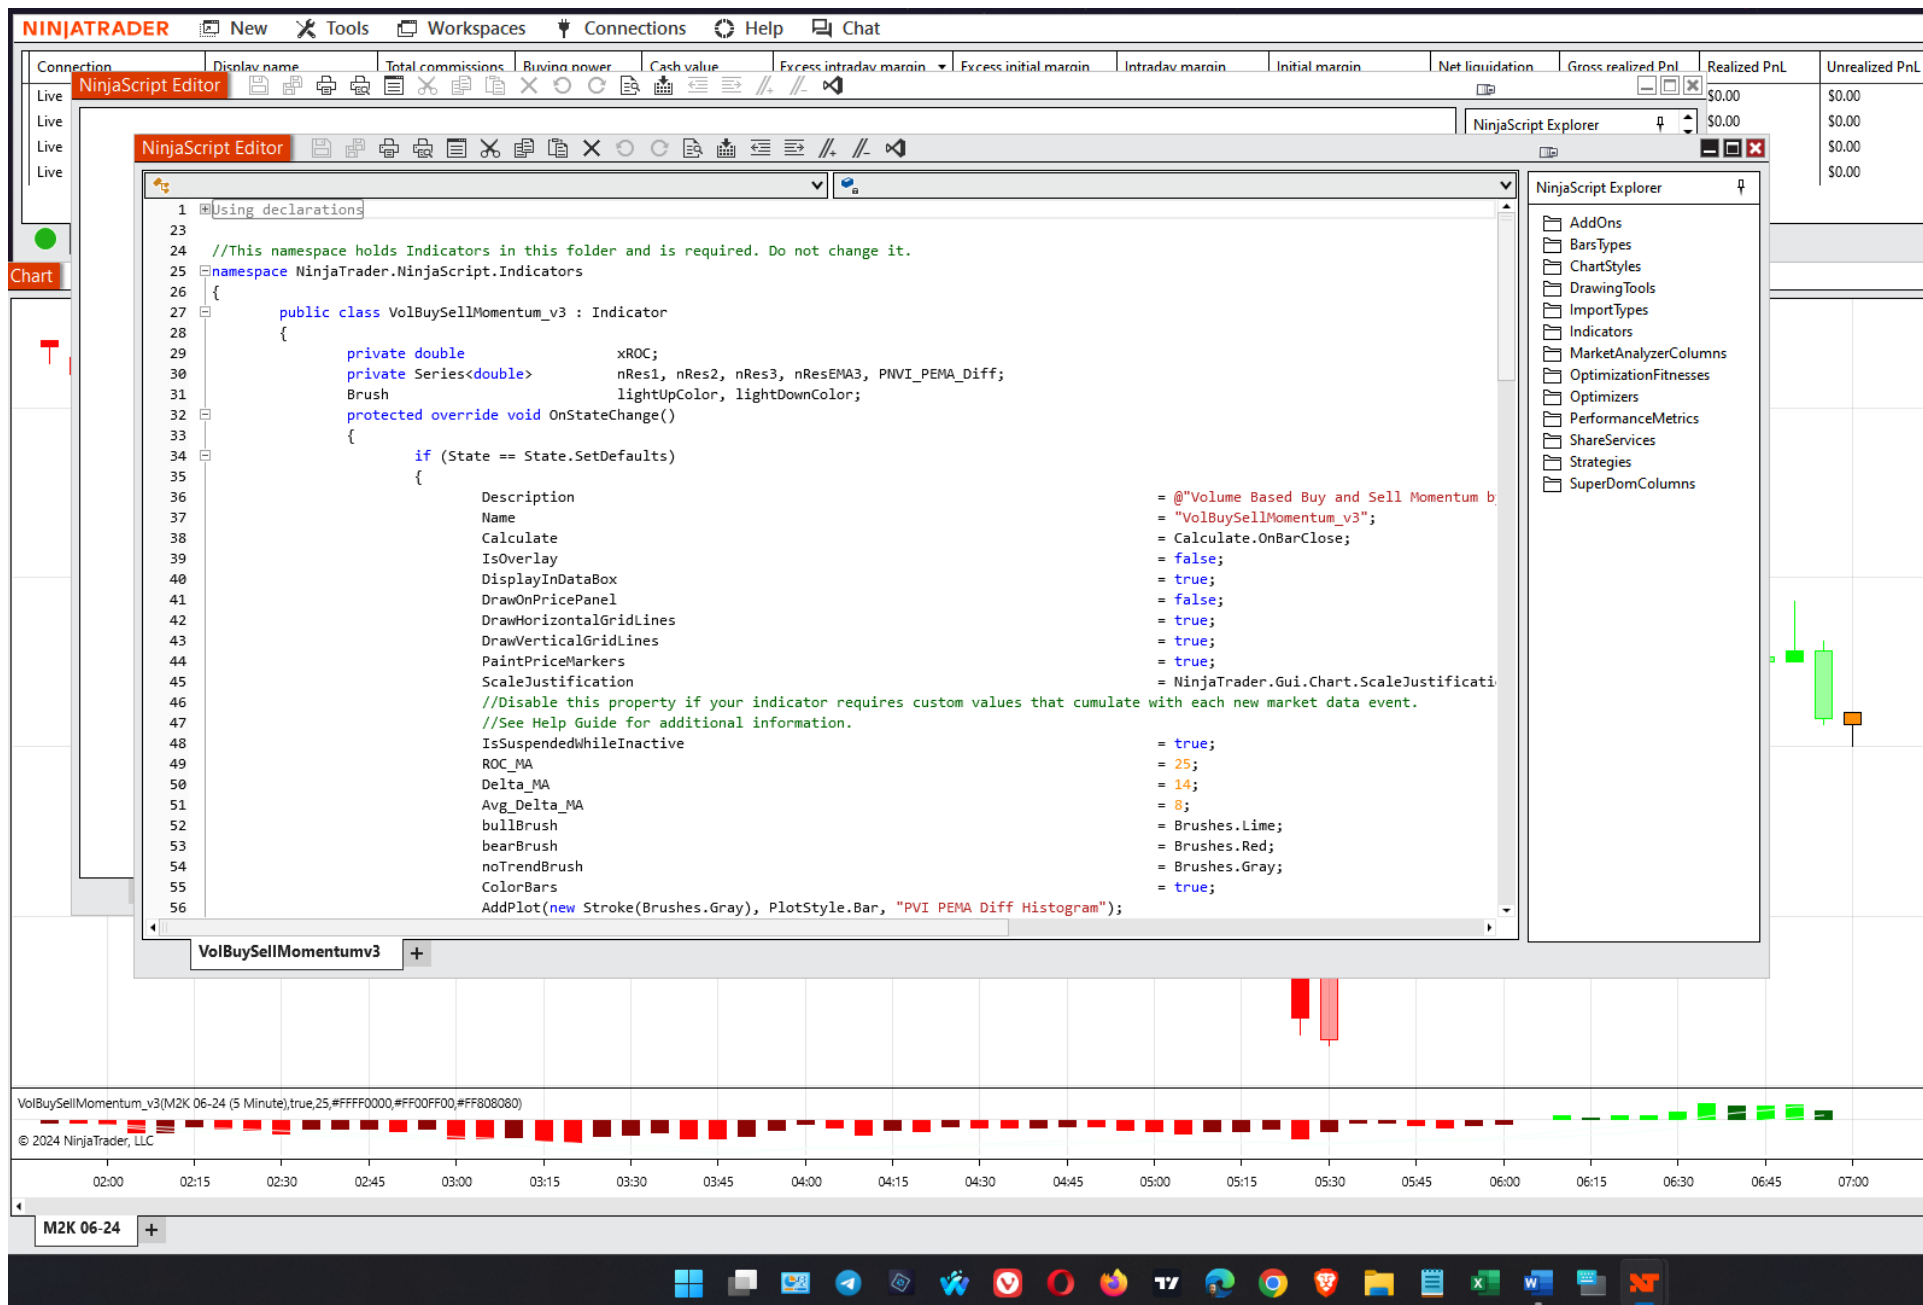 NINJATRADER New Tools Workspaces Connections Help Chat
Connection Display name Total commissions Buying power Cash value Excess intraday margin Excess initial margin Intraday margin Initial margin Net liquidation Gross realized PnL Realized PnL Unrealized PnL
Live $0.00 $0.00
Live $0.00 $0.00
Live $0.00 $0.00
Live $0.00
NinjaScript Editor
NinjaScript Explorer
NinjaScript Editor
NinjaScript Explorer
AddOns
BarsTypes
ChartStyles
DrawingTools
ImportTypes
Indicators
MarketAnalyzerColumns
OptimizationFitnesses
Optimizers
PerformanceMetrics
ShareServices
Strategies
SuperDomColumns
1 Using declarations
23
24 //This namespace holds Indicators in this folder and is required. Do not change it.
25 namespace NinjaTrader.NinjaScript.Indicators
26 {
27 public class VolBuySellMomentum_v3 : Indicator
28 {
29 private double xROC;
30 private Series<double> nRes1, nRes2, nRes3, nResEMA3, PNVI_PEMA_Diff;
31 Brush lightUpColor, lightDownColor;
32 protected override void OnStateChange()
33 {
34 if (State == State.SetDefaults)
35 {
36 Description = @"Volume Based Buy and Sell Momentum b
37 Name = "VolBuySellMomentum_v3";
38 Calculate = Calculate.OnBarClose;
39 IsOverlay = false;
40 DisplayInDataBox = true;
41 DrawOnPricePanel = false;
42 DrawHorizontalGridLines = true;
43 DrawVerticalGridLines = true;
44 PaintPriceMarkers = true;
45 ScaleJustification = NinjaTrader.Gui.Chart.ScaleJustificati
46 //Disable this property if your indicator requires custom values that cumulate with each new market data event.
47 //See Help Guide for additional information.
48 IsSuspendedWhileInactive = true;
49 ROC_MA = 25;
50 Delta_MA = 14;
51 Avg_Delta_MA = 8;
52 bullBrush = Brushes.Lime;
53 bearBrush = Brushes.Red;
54 noTrendBrush = Brushes.Gray;
55 ColorBars = true;
56 AddPlot(new Stroke(Brushes.Gray), PlotStyle.Bar, "PVI PEMA Diff Histogram");
VolBuySellMomentumv3 +
Chart
VolBuySellMomentum_v3(M2K 06-24 (5 Minute),true,25,#FFFF0000,#FF00FF00,#FF808080)
© 2024 NinjaTrader, LLC
02:00 02:15 02:30 02:45 03:00 03:15 03:30 03:45 04:00 04:15 04:30 04:45 05:00 05:15 05:30 05:45 06:00 06:15 06:30 06:45 07:00
M2K 06-24 +